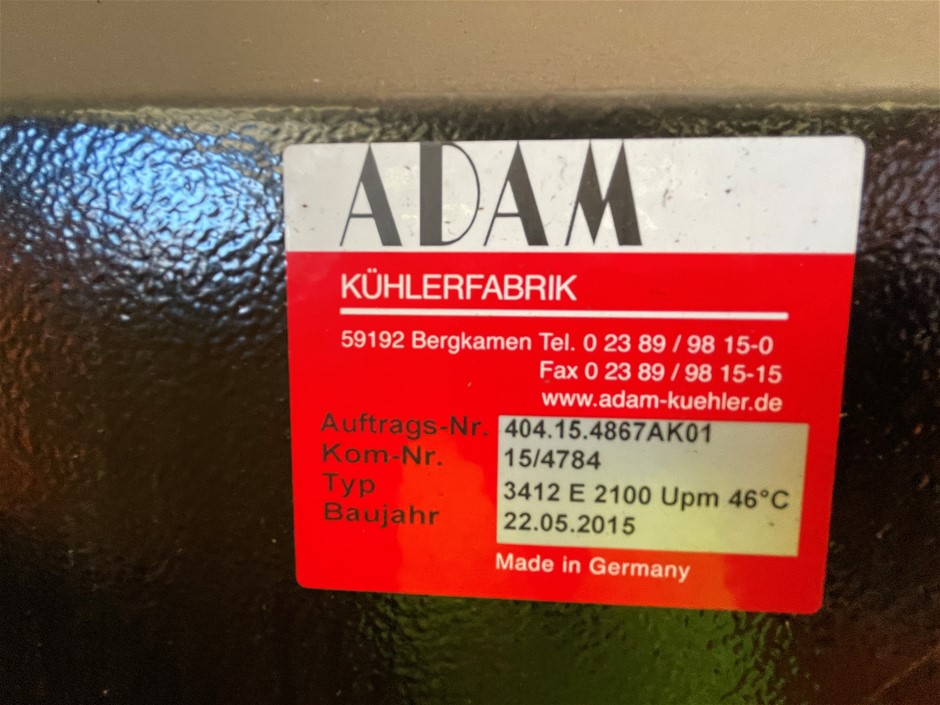 ADAM
KÜHLERFABRIK
59192 Bergkamen Tel. 0 23 89 / 98 15-0
Fax 0 23 89 / 98 15-15
www.adam-kuehler.de
Auftrags-Nr. 404.15.4867AK01
Kom-Nr. 15/4784
Typ 3412 E 2100 Upm 46°C
Baujahr 22.05.2015
Made in Germany